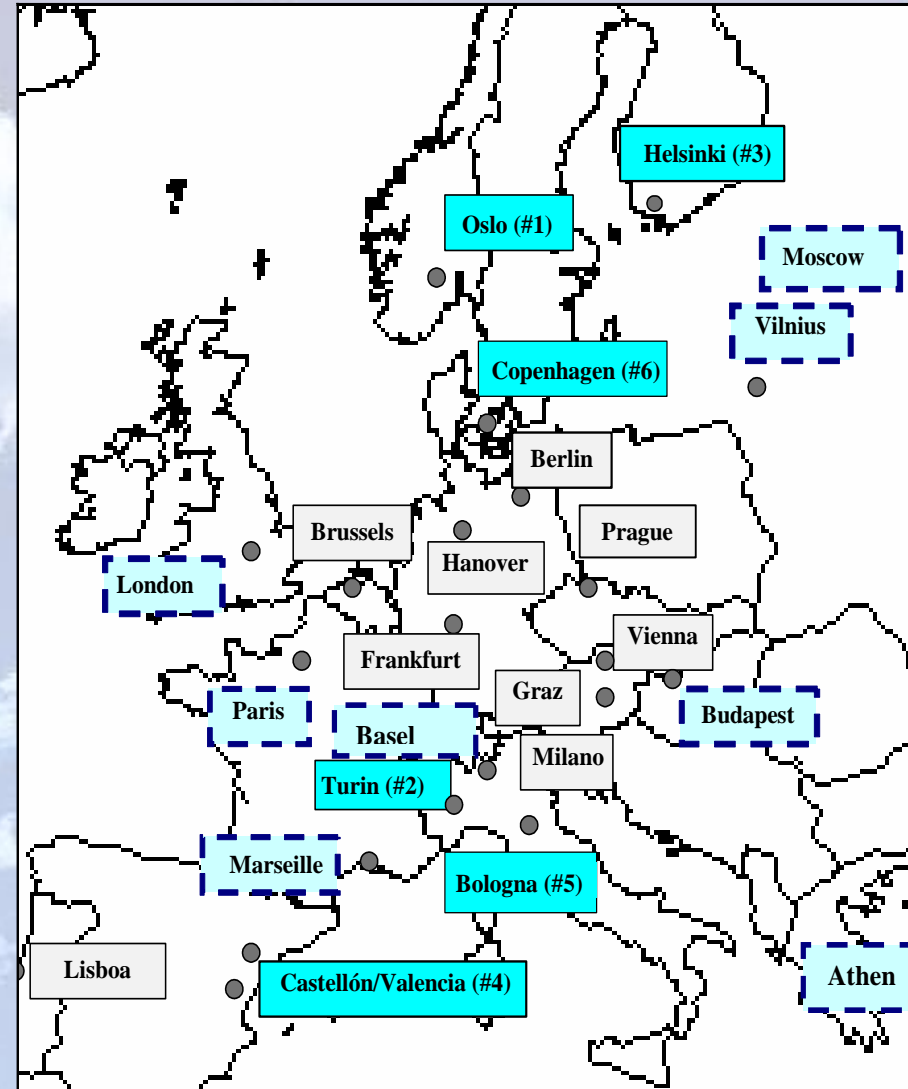 Helsinki (#3)
Oslo (#1)
Moscow
Vilnius
Copenhagen (#6)
Berlin
Brussels
Prague
Hanover
London
Vienna
Frankfurt
Graz
Paris
Budapest
Basel
Milano
Turin (#2)
Marseille
Bologna (#5)
Lisboa
Castellón/Valencia (#4)
Athen